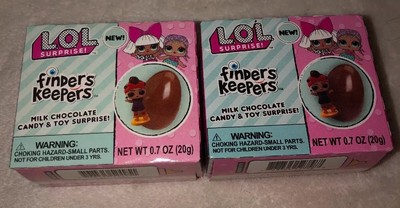 L.O.L.
SURPRISE!
NEW!
finders
keepers™
MILK CHOCOLATE
CANDY & TOY SURPRISE!
WARNING:
CHOKING HAZARD-SMALL PARTS.
NOT FOR CHILDREN UNDER 3 YRS.
NET WT 0.7 OZ (20g)
L.O.L.
SURPRISE!
NEW!
finders
keepers™
MILK CHOCOLATE
CANDY & TOY SURPRISE!
WARNING:
CHOKING HAZARD-SMALL PARTS.
NOT FOR CHILDREN UNDER 3 YRS.
NET WT 0.7 OZ (20g)